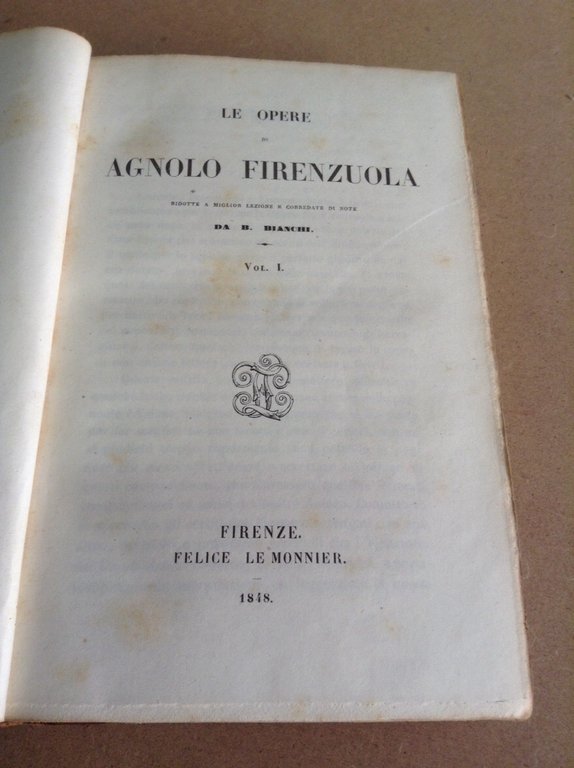 LE OPERE
DI
AGNOLO FIRENZUOLA
RIDOTTE A MIGLIOR LEZIONE E CORREDATE DI NOTE
DA B. BIANCHI.
VOL. I.
FIRENZE.
FELICE LE MONNIER.
1848.